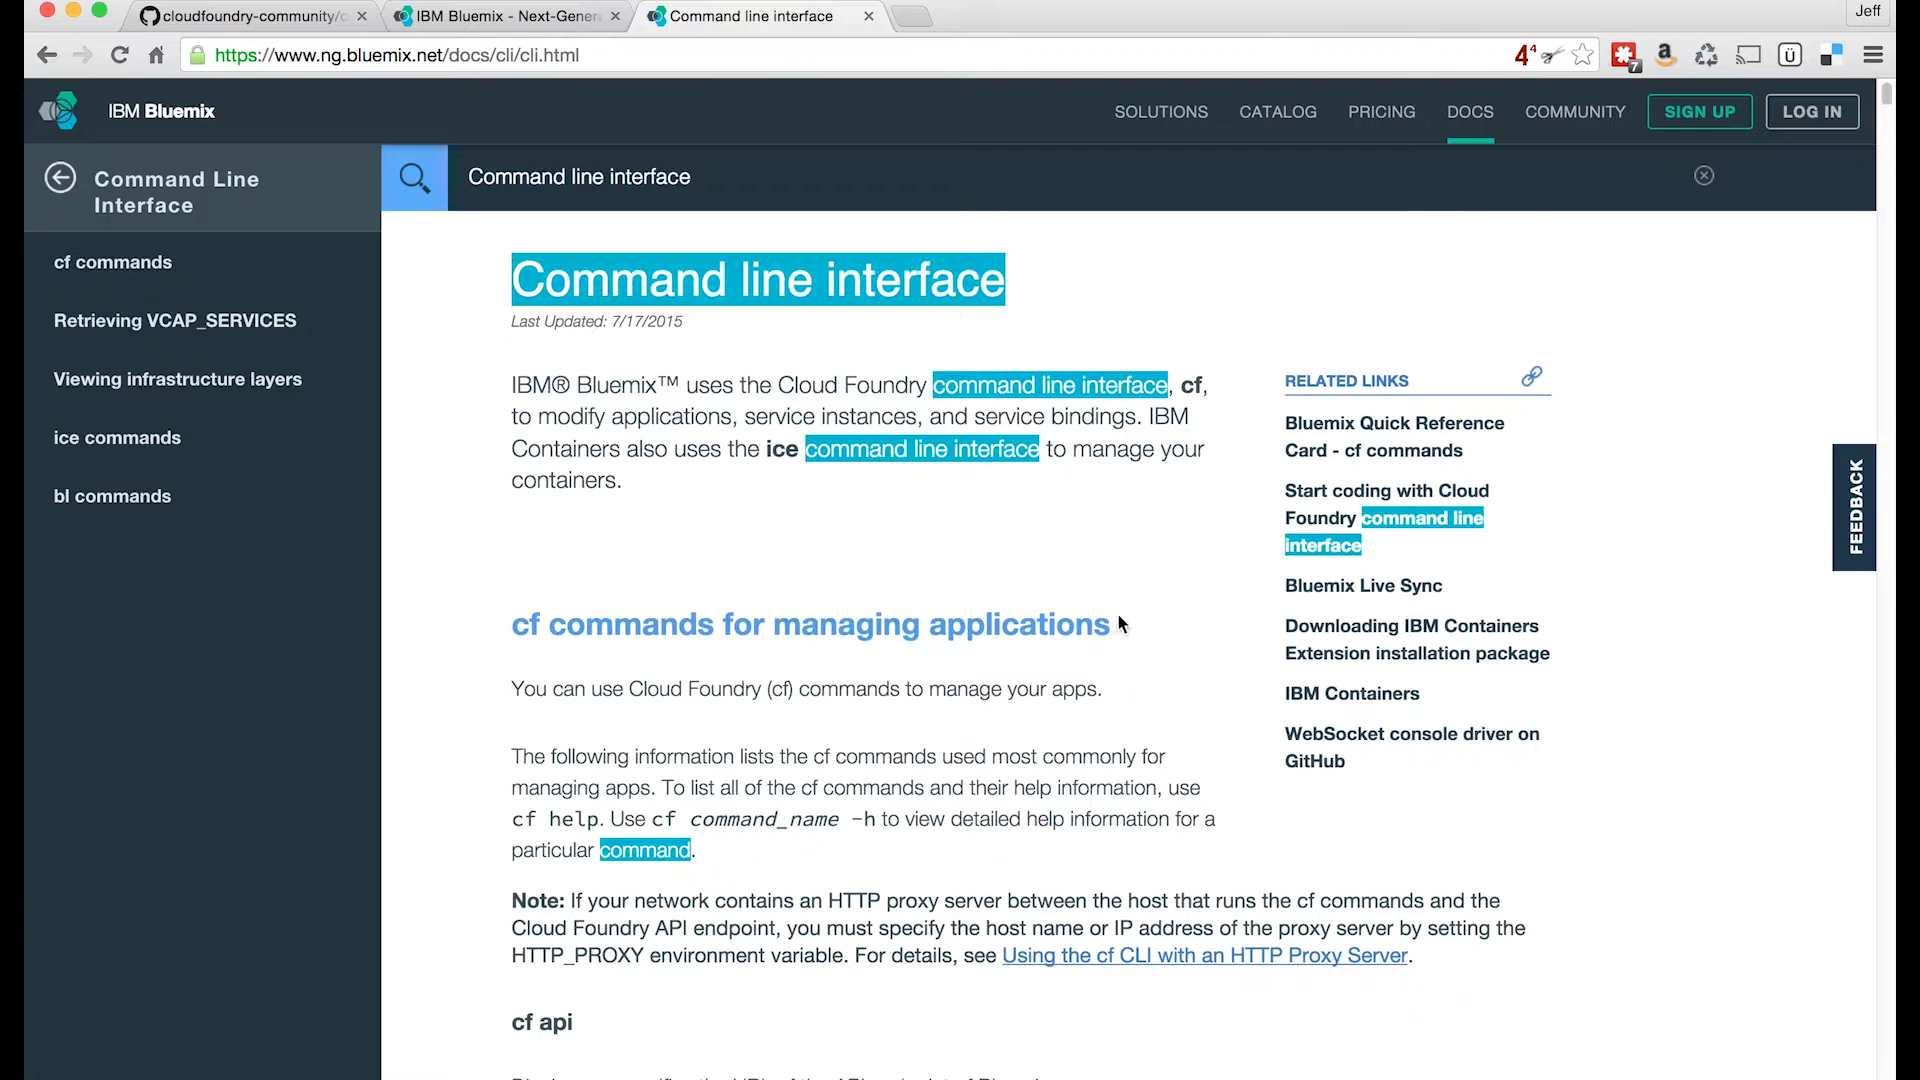 cloudfoundry-community/c
IBM Bluemix - Next-Genera
Command line interface
Jeff
https://www.ng.bluemix.net/docs/cli/cli.html
4⁴
7
IBM Bluemix
SOLUTIONS
CATALOG
PRICING
DOCS
COMMUNITY
SIGN UP
LOG IN
Command Line
Interface
Command line interface
cf commands
Retrieving VCAP_SERVICES
Viewing infrastructure layers
ice commands
bl commands
Command line interface
Last Updated: 7/17/2015
IBM® Bluemix™ uses the Cloud Foundry command line interface, cf,
to modify applications, service instances, and service bindings. IBM
Containers also uses the ice command line interface to manage your
containers.
RELATED LINKS
Bluemix Quick Reference
Card - cf commands
Start coding with Cloud
Foundry command line
interface
Bluemix Live Sync
Downloading IBM Containers
Extension installation package
IBM Containers
WebSocket console driver on
GitHub
FEEDBACK
cf commands for managing applications
You can use Cloud Foundry (cf) commands to manage your apps.
The following information lists the cf commands used most commonly for
managing apps. To list all of the cf commands and their help information, use
cf help. Use cf command_name -h to view detailed help information for a
particular command.
Note: If your network contains an HTTP proxy server between the host that runs the cf commands and the
Cloud Foundry API endpoint, you must specify the host name or IP address of the proxy server by setting the
HTTP_PROXY environment variable. For details, see Using the cf CLI with an HTTP Proxy Server.
cf api